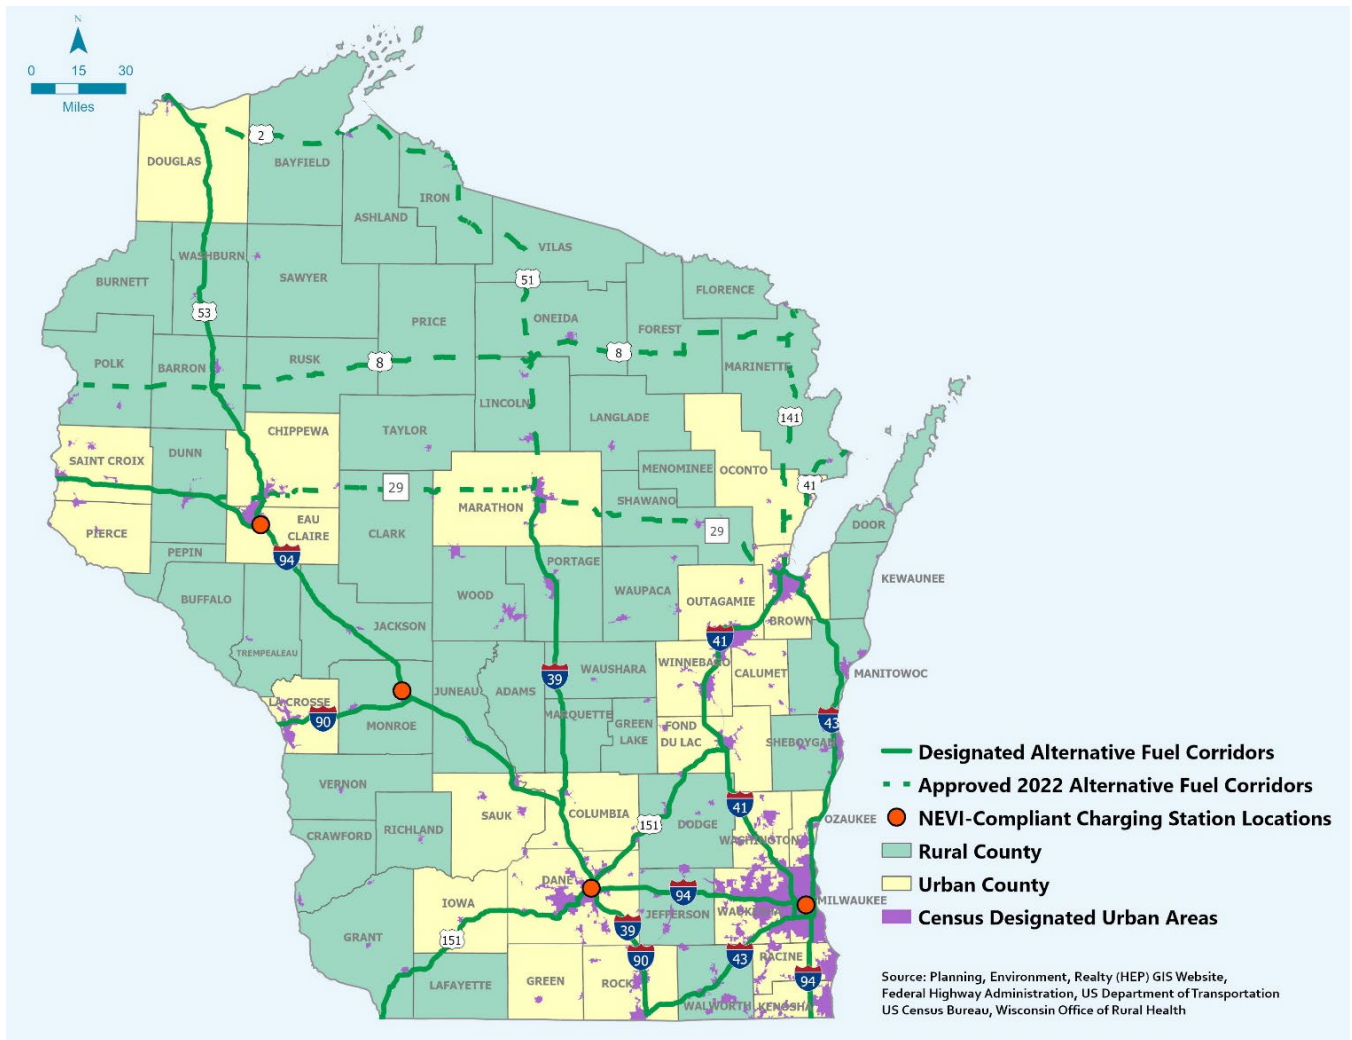 N
0 15 30
Miles
2
DOUGLAS
BAYFIELD
IRON
ASHLAND
VILAS
WASHBURN
BURNETT
SAWYER
51
FLORENCE
53
PRICE
ONEIDA
FOREST
POLK
BARRON
RUSK
8
8
MARINETTE
LINCOLN
141
CHIPPEWA
TAYLOR
LANGLADE
SAINT CROIX
DUNN
MENOMINEE
OCONTO
29
41
SHAWANO
MARATHON
EAU
CLAIRE
PIERCE
CLARK
29
DOOR
PEPIN
94
PORTAGE
KEWAUNEE
BUFFALO
WOOD
WAUPACA
OUTAGAMIE
BROWN
JACKSON
41
TREMPEALEAU
WINNEBAGO
WAUSHARA
CALUMET
MANITOWOC
39
JUNEAU
ADAMS
LA CROSSE
90
MONROE
MARQUETTE
GREEN
LAKE
FOND
DU LAC
43
SHEBOYGAN
VERNON
41
SAUK
COLUMBIA
151
DODGE
OZAUKEE
CRAWFORD
RICHLAND
WASHINGTON
DANE
94
IOWA
JEFFERSON
WAUKESHA
MILWAUKEE
39
GRANT
151
90
43
RACINE
94
LAFAYETTE
GREEN
ROCK
WALWORTH
KENOSHA
Designated Alternative Fuel Corridors
Approved 2022 Alternative Fuel Corridors
NEVI-Compliant Charging Station Locations
Rural County
Urban County
Census Designated Urban Areas
Source: Planning, Environment, Realty (HEP) GIS Website,
Federal Highway Administration, US Department of Transportation
US Census Bureau, Wisconsin Office of Rural Health